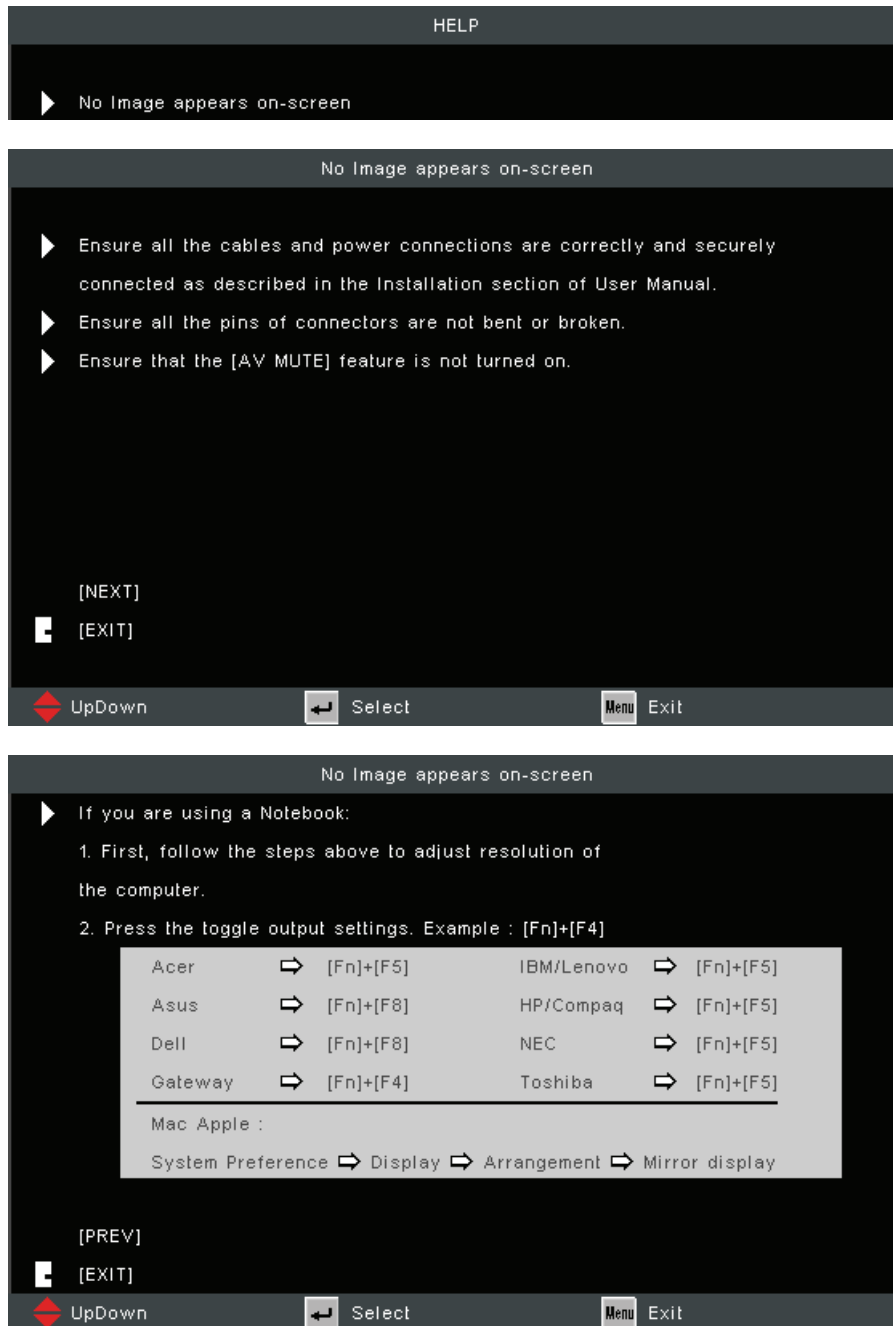 HELP
No Image appears on-screen
No Image appears on-screen
Ensure all the cables and power connections are correctly and securely
connected as described in the Installation section of User Manual.
Ensure all the pins of connectors are not bent or broken.
Ensure that the [AV MUTE] feature is not turned on.
[NEXT]
[EXIT]
UpDown Select Menu Exit
No Image appears on-screen
If you are using a Notebook:
1. First, follow the steps above to adjust resolution of
the computer.
2. Press the toggle output settings. Example : [Fn]+[F4]
Acer ⇨ [Fn]+[F5] IBM/Lenovo ⇨ [Fn]+[F5]
Asus ⇨ [Fn]+[F8] HP/Compaq ⇨ [Fn]+[F5]
Dell ⇨ [Fn]+[F8] NEC ⇨ [Fn]+[F5]
Gateway ⇨ [Fn]+[F4] Toshiba ⇨ [Fn]+[F5]
Mac Apple :
System Preference ⇨ Display ⇨ Arrangement ⇨ Mirror display
[PREV]
[EXIT]
UpDown Select Menu Exit